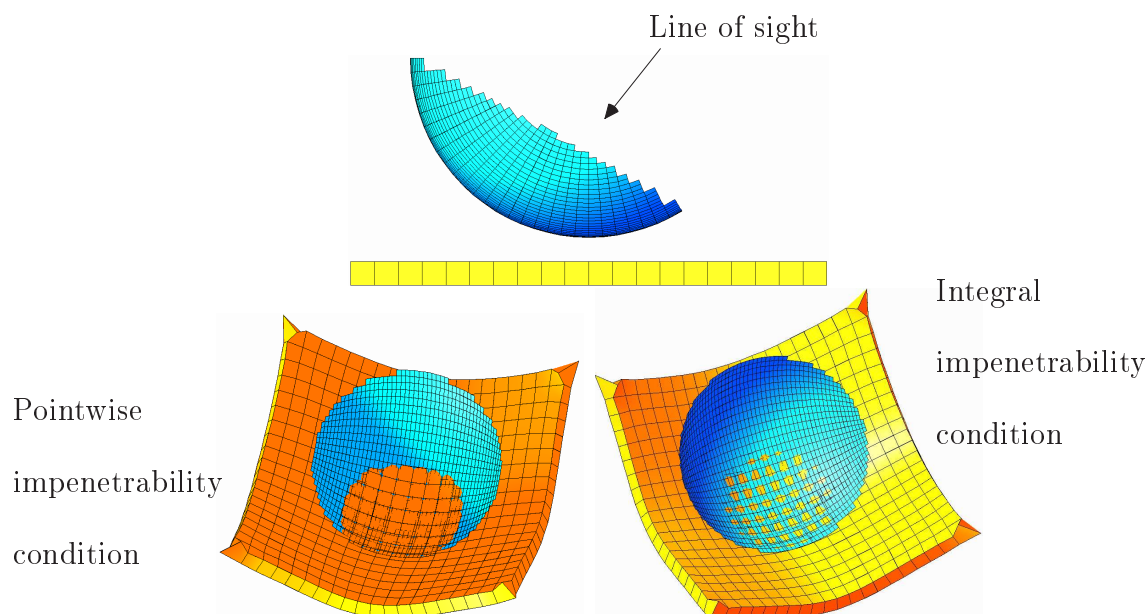 Line of sight
Pointwise
impenetrability
condition
Integral
impenetrability
condition